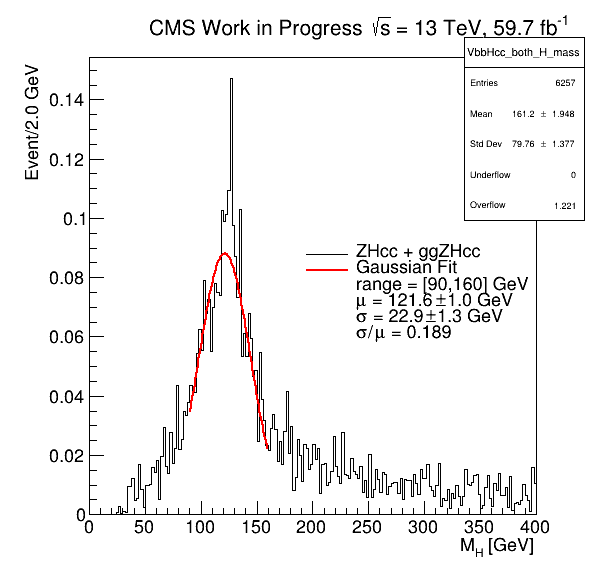 CMS Work in Progress √s = 13 TeV, 59.7 fb⁻¹
VbbHcc_both_H_mass
Entries 6257
Mean 161.2 ± 1.948
Std Dev 79.76 ± 1.377
Underflow 0
Overflow 1.221
Event/2.0 GeV
0.14
0.12
0.1
0.08
0.06
0.04
0.02
0
ZHcc + ggZHcc
Gaussian Fit
range = [90,160] GeV
μ = 121.6±1.0 GeV
σ = 22.9±1.3 GeV
σ/μ = 0.189
0 50 100 150 200 250 300 350 400
M_H [GeV]